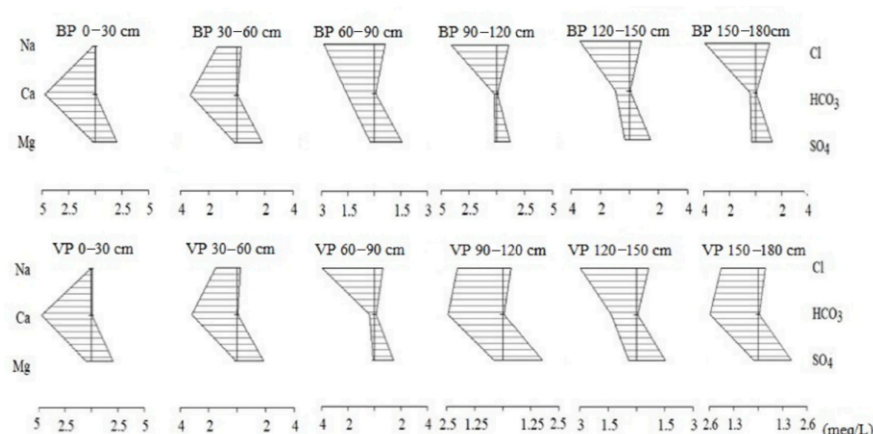 BP 0−30 cm BP 30−60 cm BP 60−90 cm BP 90−120 cm BP 120−150 cm BP 150−180cm
Na Cl
Ca HCO3
Mg SO4
5 2.5 2.5 5 4 2 2 4 3 1.5 1.5 3 5 2.5 2.5 5 4 2 2 4 4 2 2 4
VP 0−30 cm VP 30−60 cm VP 60−90 cm VP 90−120 cm VP 120−150 cm VP 150−180 cm
Na Cl
Ca HCO3
Mg SO4
5 2.5 2.5 5 4 2 2 4 4 2 2 4 2.5 1.25 1.25 2.5 3 1.5 1.5 3 2.6 1.3 1.3 2.6 (meq/L)